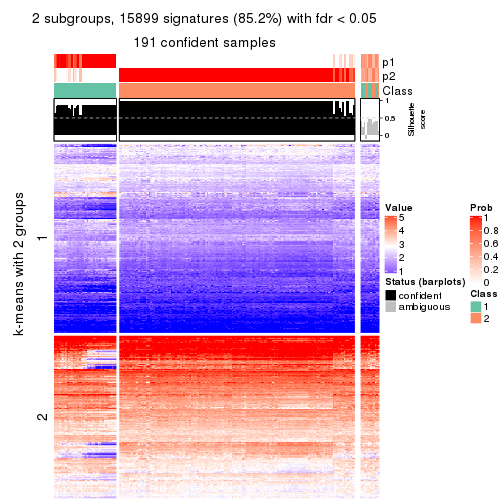 2 subgroups, 15899 signatures (85.2%) with fdr < 0.05
191 confident samples
p1
p2
Class
1
0.5
0
Silhouette
score
k-means with 2 groups
1
2
Value
5
4
3
2
1
Status (barplots)
confident
ambiguous
Prob
1
0.8
0.6
0.4
0.2
0
Class
1
2